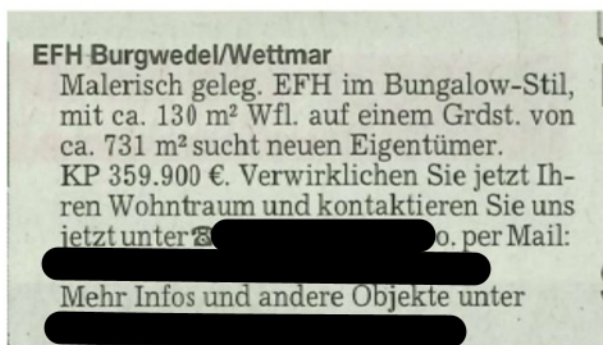 EFH Burgwedel/Wettmar
Malerisch geleg. EFH im Bungalow-Stil,
mit ca. 130 m² Wfl. auf einem Grdst. von
ca. 731 m² sucht neuen Eigentümer.
KP 359.900 €. Verwirklichen Sie jetzt Ih-
ren Wohntraum und kontaktieren Sie uns
jetzt unter ☎ o. per Mail:
Mehr Infos und andere Objekte unter